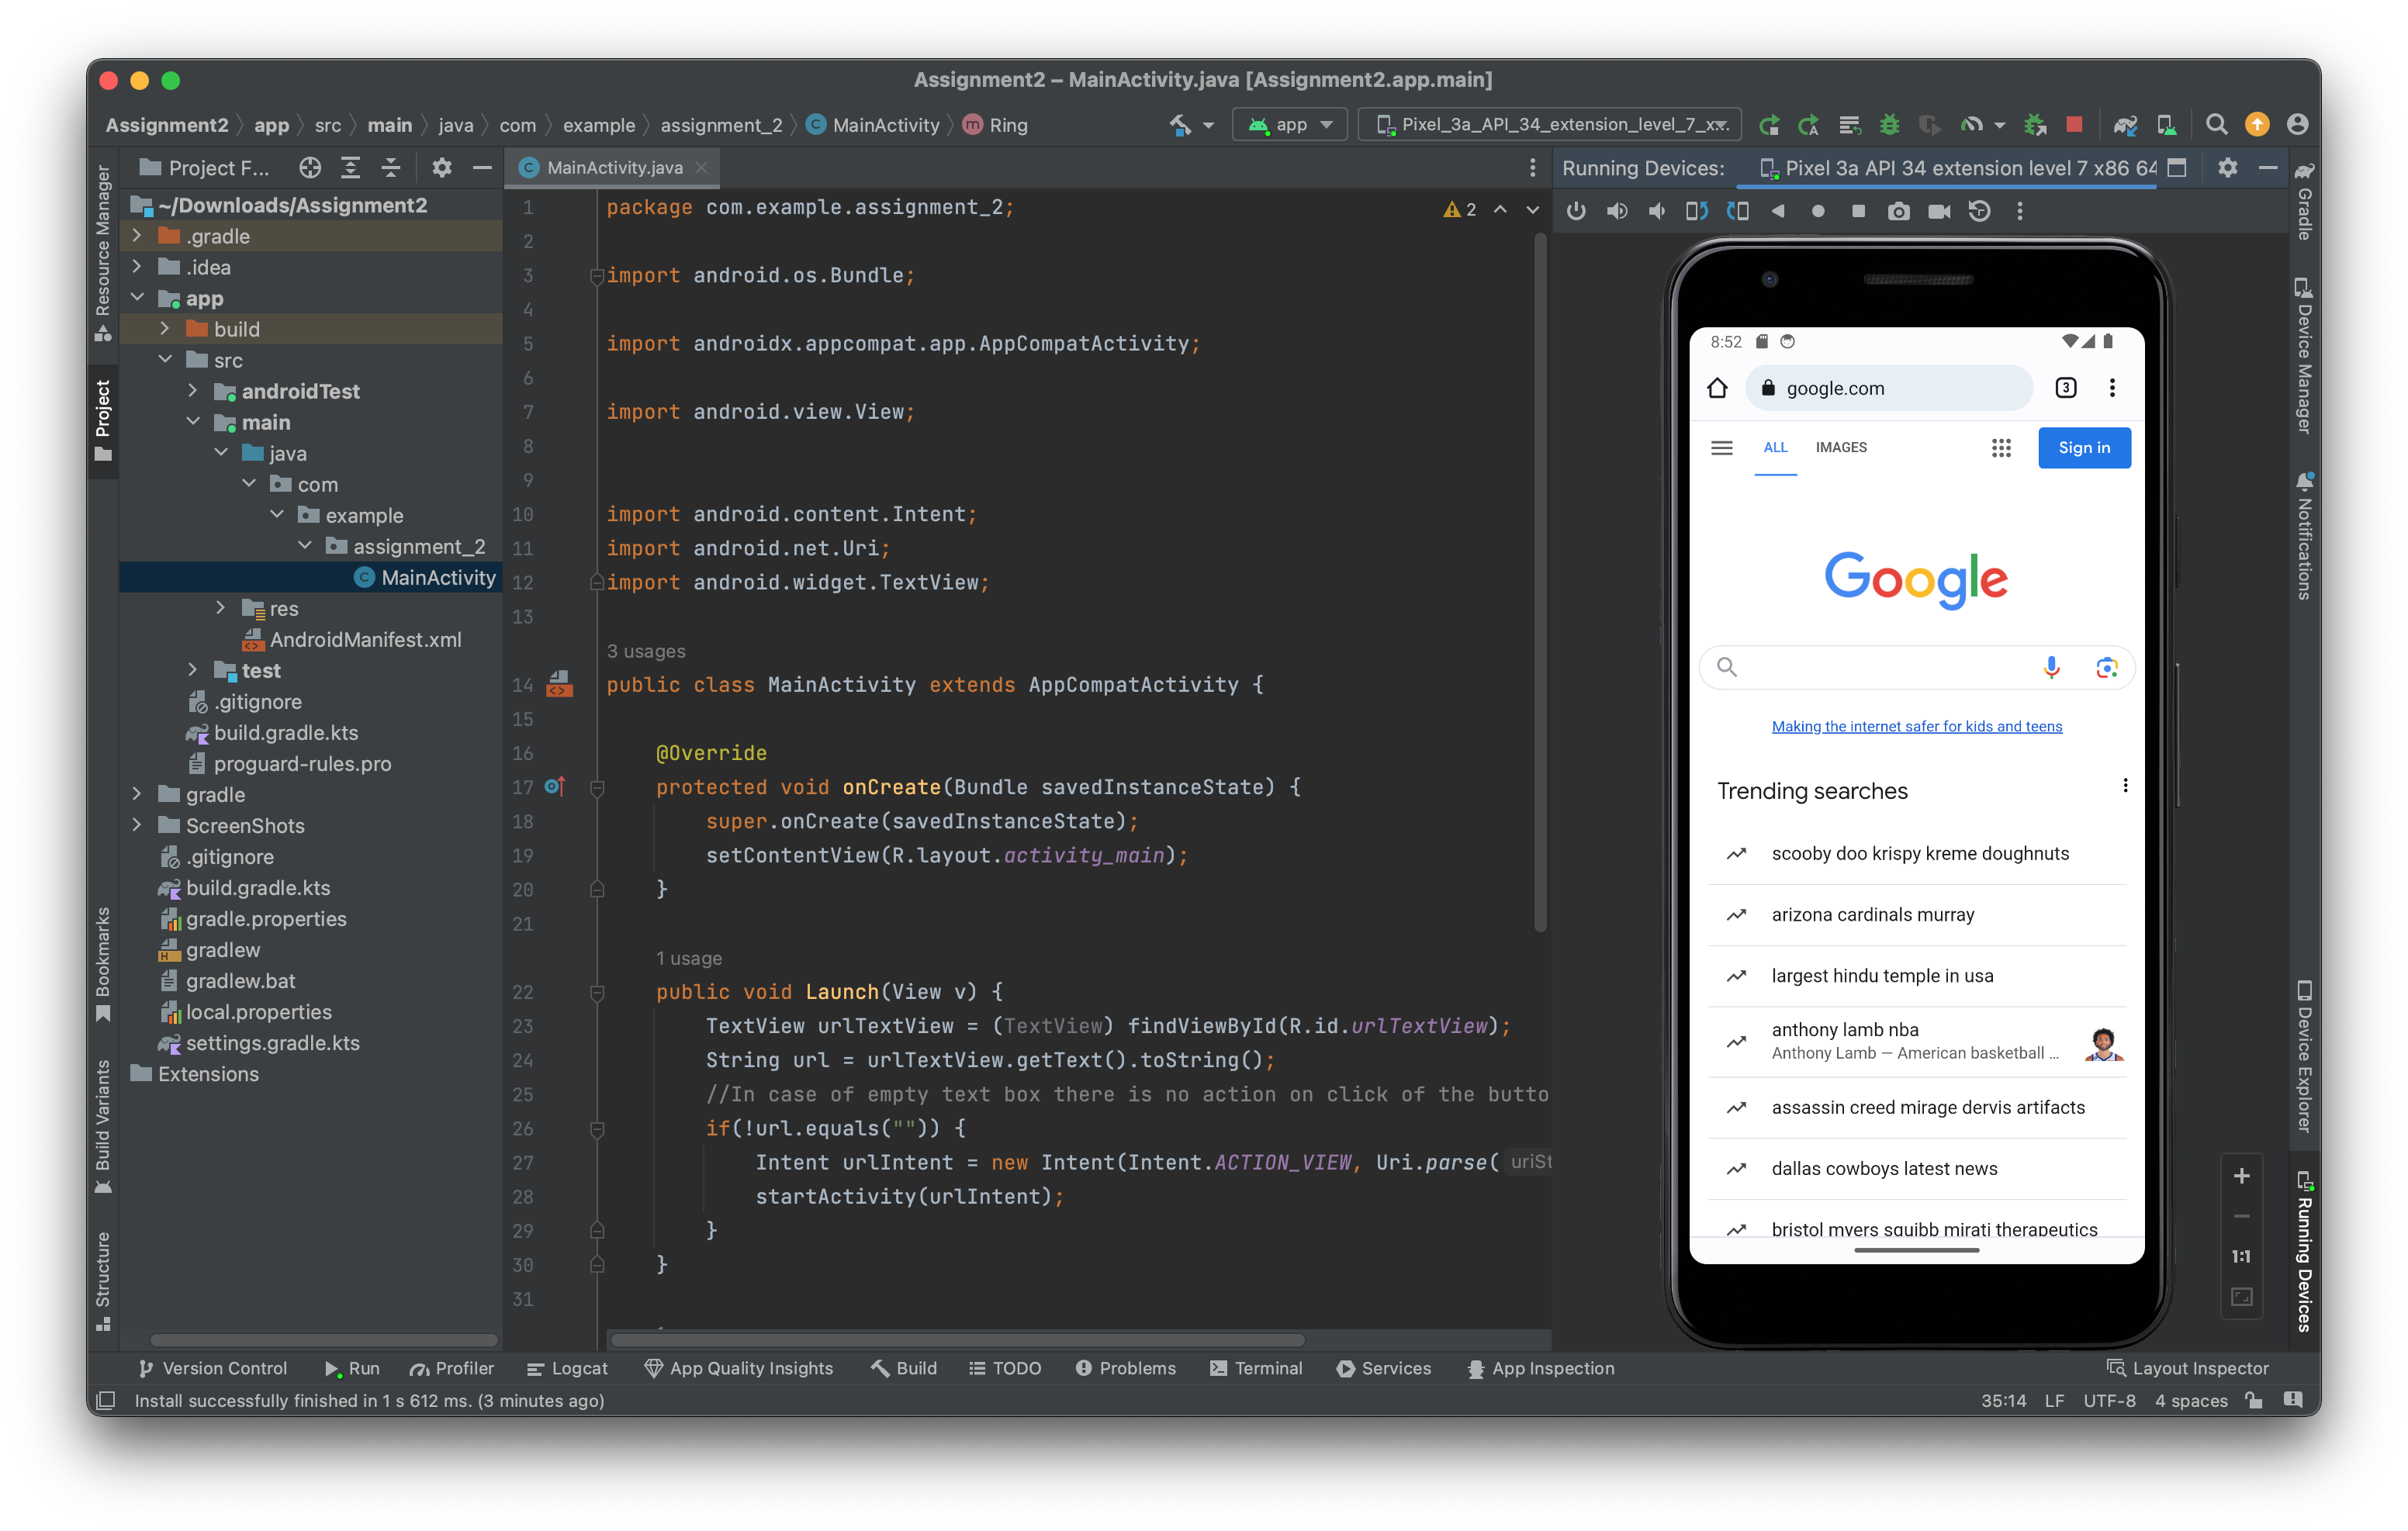 Assignment2 – MainActivity.java [Assignment2.app.main]
Assignment2 app src main java com example assignment_2 MainActivity Ring
app
Pixel_3a_API_34_extension_level_7_x...
Project F...
MainActivity.java
Running Devices: Pixel 3a API 34 extension level 7 x86 64
Resource Manager
Project
Bookmarks
Build Variants
Structure
~/Downloads/Assignment2
.gradle
.idea
app
build
src
androidTest
main
java
com
example
assignment_2
MainActivity
res
AndroidManifest.xml
test
.gitignore
build.gradle.kts
proguard-rules.pro
gradle
ScreenShots
.gitignore
build.gradle.kts
gradle.properties
gradlew
gradlew.bat
local.properties
settings.gradle.kts
Extensions
2
1 package com.example.assignment_2;
2
3 import android.os.Bundle;
4
5 import androidx.appcompat.app.AppCompatActivity;
6
7 import android.view.View;
8
9
10 import android.content.Intent;
11 import android.net.Uri;
12 import android.widget.TextView;
13
3 usages
14 public class MainActivity extends AppCompatActivity {
15
16 @Override
17 protected void onCreate(Bundle savedInstanceState) {
18 super.onCreate(savedInstanceState);
19 setContentView(R.layout.activity_main);
20 }
21
1 usage
22 public void Launch(View v) {
23 TextView urlTextView = (TextView) findViewById(R.id.urlTextView);
24 String url = urlTextView.getText().toString();
25 //In case of empty text box there is no action on click of the butto
26 if(!url.equals("")) {
27 Intent urlIntent = new Intent(Intent.ACTION_VIEW, Uri.parse( uriSt
28 startActivity(urlIntent);
29 }
30 }
31
8:52
google.com
3
ALL IMAGES
Sign in
Google
Making the internet safer for kids and teens
Trending searches
scooby doo krispy kreme doughnuts
arizona cardinals murray
largest hindu temple in usa
anthony lamb nba
Anthony Lamb — American basketball ...
assassin creed mirage dervis artifacts
dallas cowboys latest news
bristol myers squibb mirati therapeutics
1:1
Gradle
Device Manager
Notifications
Device Explorer
Running Devices
Version Control Run Profiler Logcat App Quality Insights Build TODO Problems Terminal Services App Inspection Layout Inspector
Install successfully finished in 1 s 612 ms. (3 minutes ago)
35:14 LF UTF-8 4 spaces